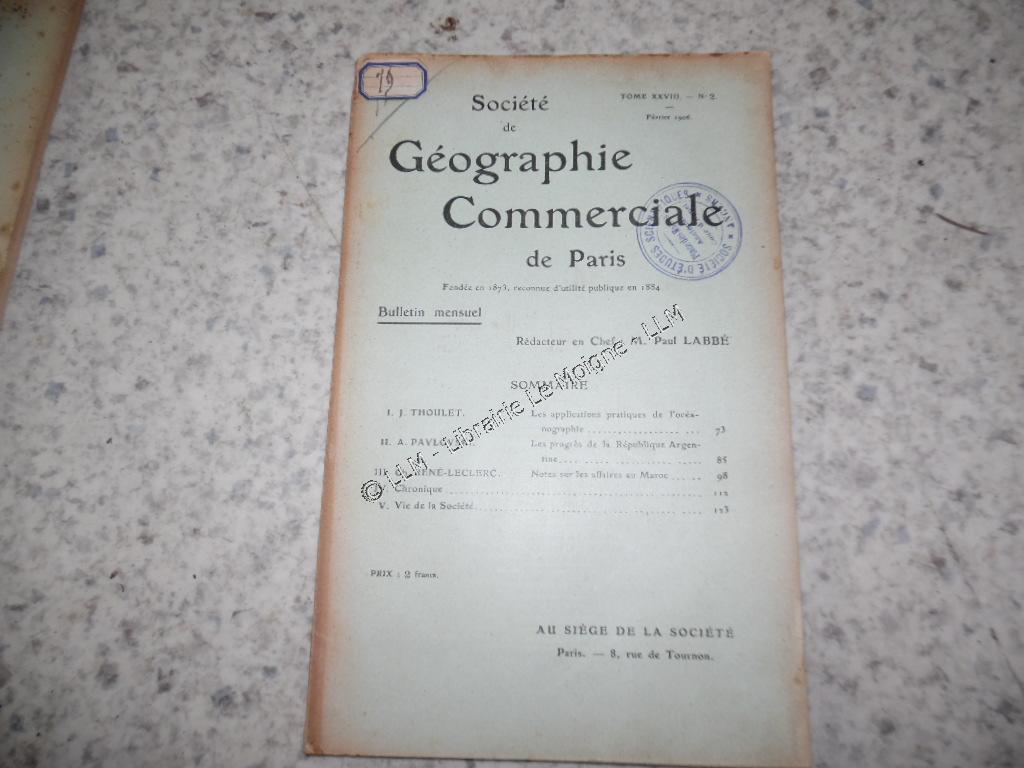 79
TOME XXVIII. — N° 2.
Février 1906.
Société
de
Géographie
Commerciale
de Paris
SOCIÉTÉ D'ÉTUDES
Fondée en 1873, reconnue d'utilité publique en 1884
Bulletin mensuel
Rédacteur en Chef M. Paul LABBÉ
SOMMAIRE
I. J. THOULET. Les applications pratiques de l'océa-
nographie 73
II. A. Les progrès de la République Argen-
tine 85
III. RENÉ-LECLERC. Notes sur les affaires au Maroc 98
Chronique 112
V. Vie de la Société 123
PRIX : 2 francs.
AU SIÈGE DE LA SOCIÉTÉ
Paris. — 8, rue de Tournon.
© LLM - Librairie Le Moigne - LLM